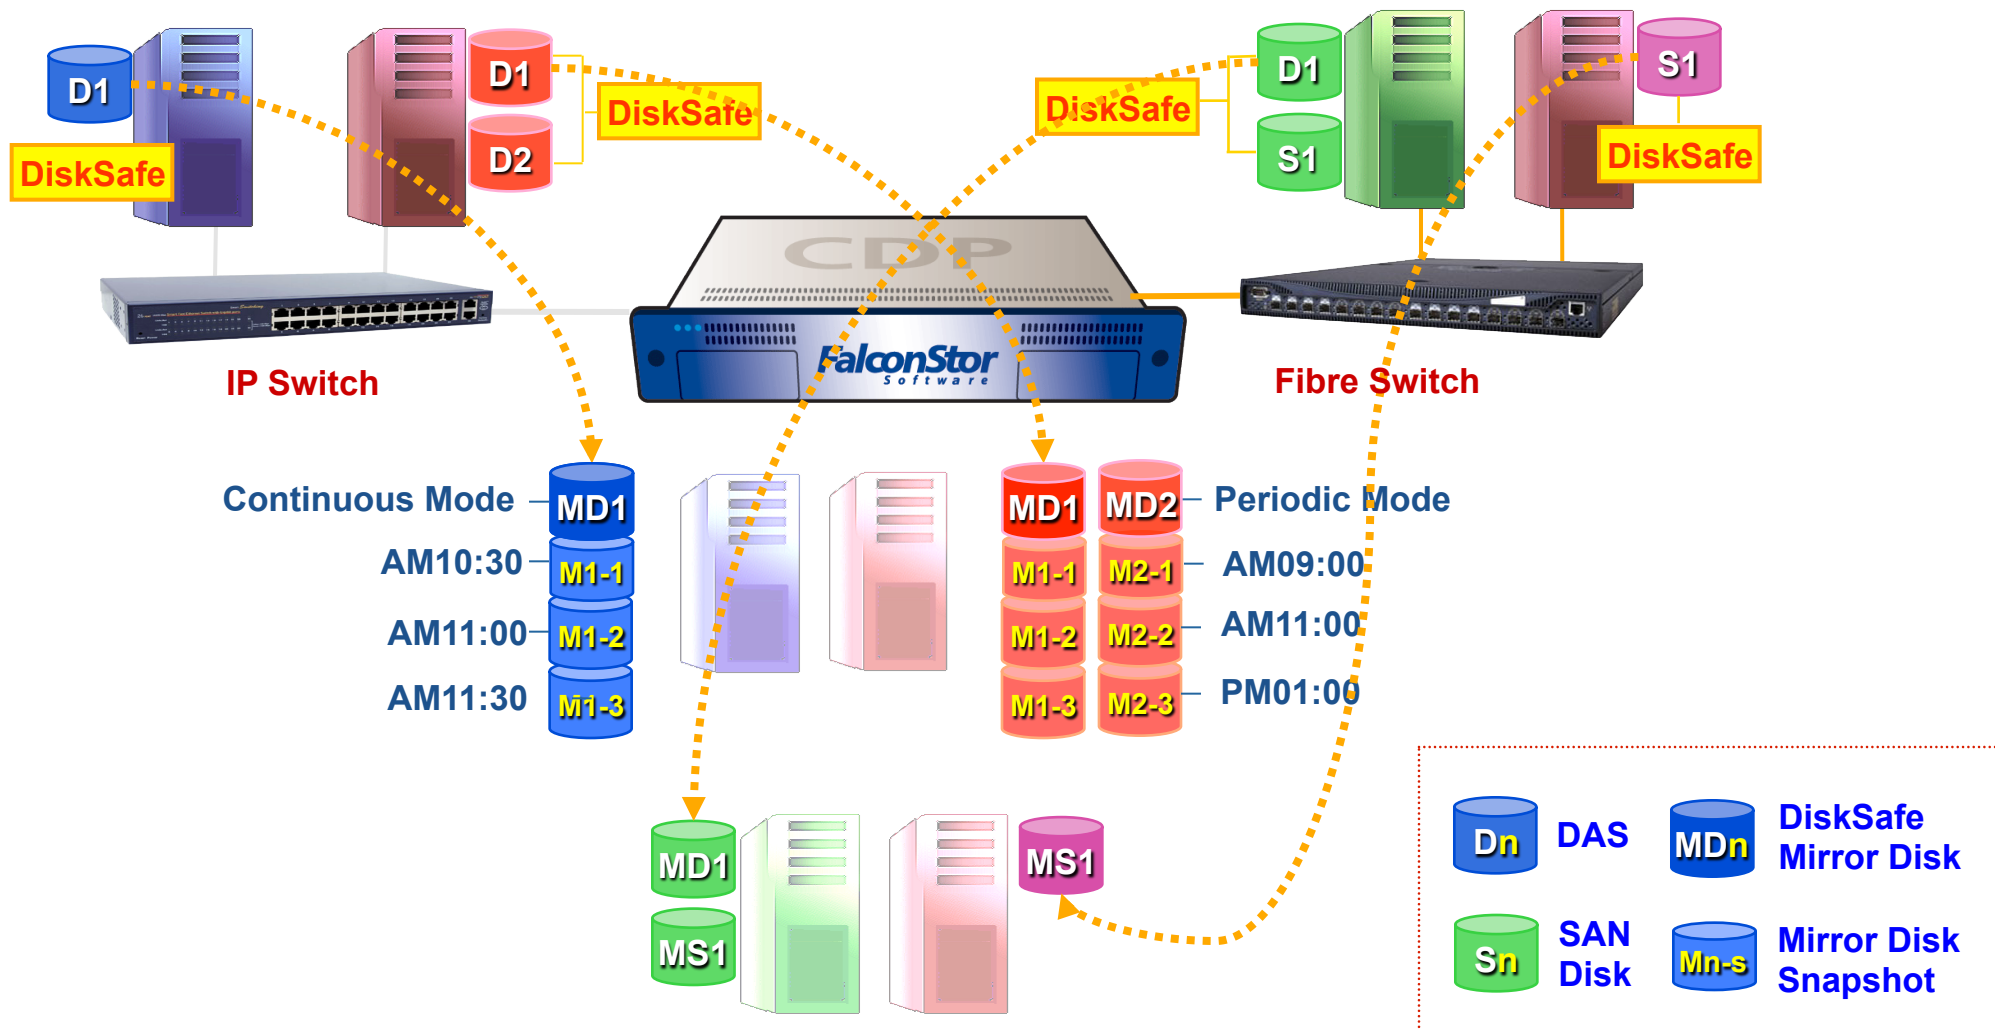 D1
D1
D2
DiskSafe
DiskSafe
DiskSafe
D1
S1
S1
DiskSafe
CDP
FalconStor
Software
IP Switch
Fibre Switch
Continuous Mode
MD1
AM10:30
M1-1
AM11:00
M1-2
AM11:30
M1-3
MD1
MD2
Periodic Mode
M1-1
M2-1
AM09:00
M1-2
M2-2
AM11:00
M1-3
M2-3
PM01:00
MD1
MS1
MS1
Dn
DAS
MDn
DiskSafe
Mirror Disk
Sn
SAN
Disk
Mn-s
Mirror Disk
Snapshot